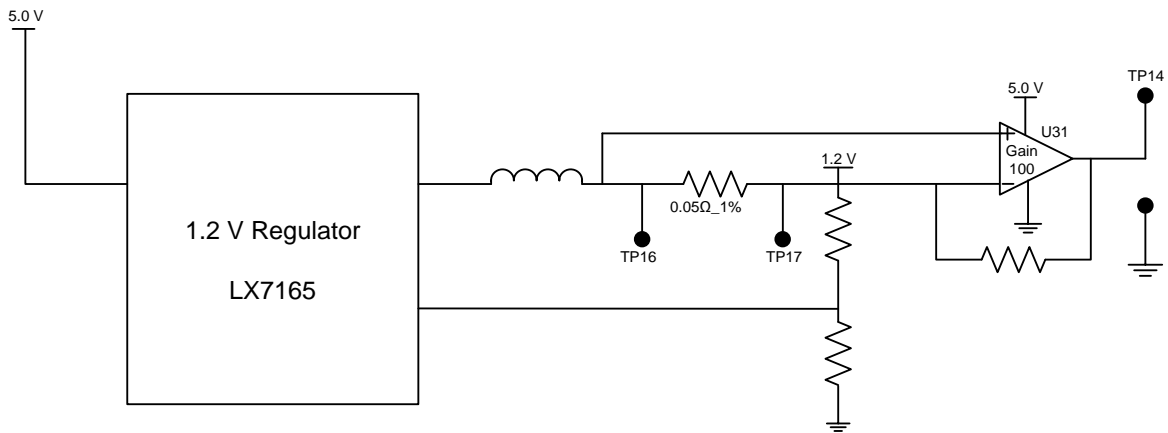 5.0 V
TP14
5.0 V
U31
Gain
100
1.2 V
0.05Ω_1%
TP16
TP17
1.2 V Regulator
LX7165